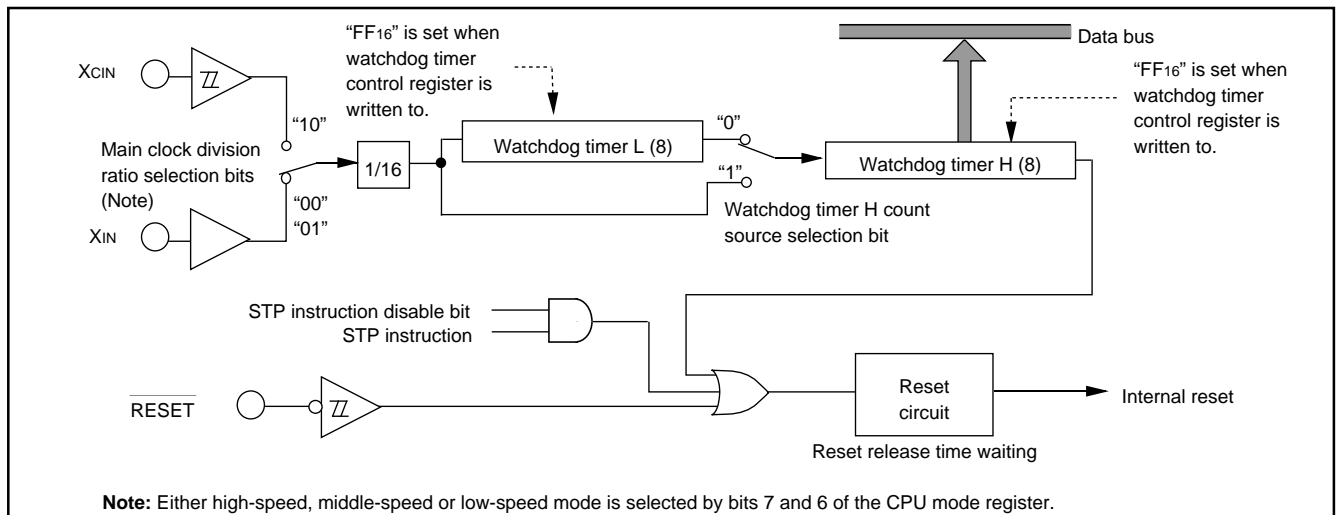 “FF16” is set when
watchdog timer
control register is
written to.
Data bus
“FF16” is set when
watchdog timer
control register is
written to.
XCIN
“10”
Main clock division
ratio selection bits
(Note)
“00”
“01”
XIN
1/16
Watchdog timer L (8)
“0”
“1”
Watchdog timer H count
source selection bit
Watchdog timer H (8)
STP instruction disable bit
STP instruction
RESET
Reset
circuit
Internal reset
Reset release time waiting
Note: Either high-speed, middle-speed or low-speed mode is selected by bits 7 and 6 of the CPU mode register.